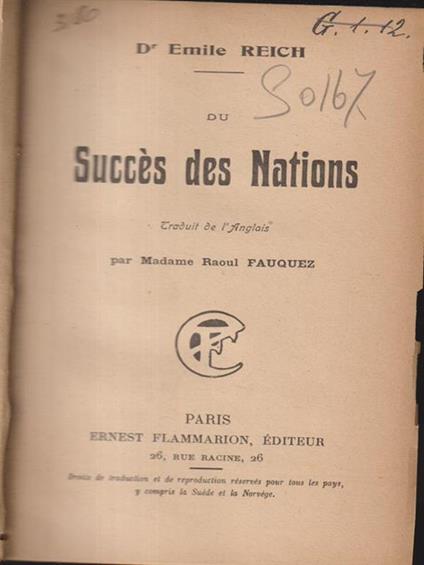 3.80
G. 1. 12.
Dr Emile REICH
S0167
DU
Succès des Nations
Traduit de l'Anglais
par Madame Raoul FAUQUEZ
PARIS
ERNEST FLAMMARION, ÉDITEUR
26, RUE RACINE, 26
Droits de traduction et de reproduction réservés pour tous les pays,
y compris la Suède et la Norvège.